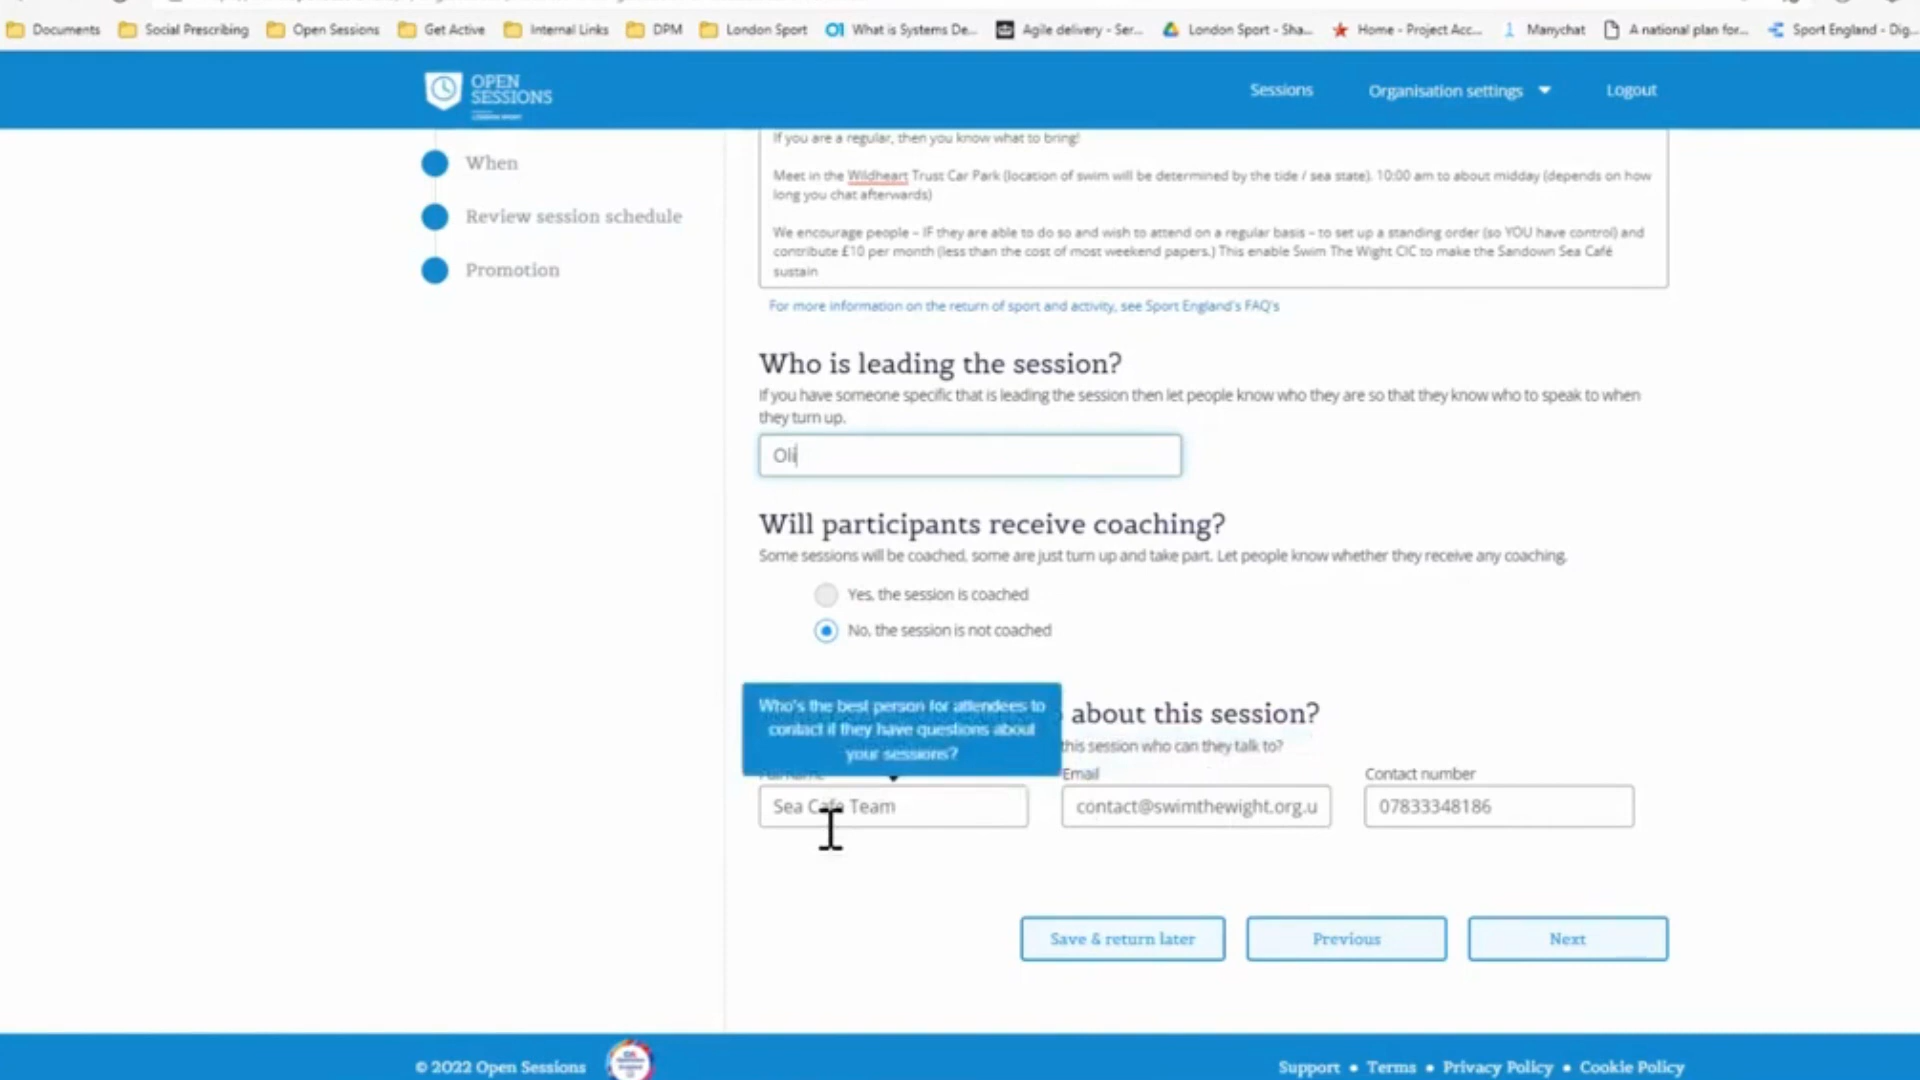 Documents Social Prescribing Open Sessions Get Active Internal Links DPM London Sport What is Systems De... Agile delivery - Ser... London Sport - Sha... Home - Project Acc... Manychat A national plan for... Sport England - Dig...
OPEN
SESSIONS
Sessions Organisation settings Logout
When
Review session schedule
Promotion
If you are a regular, then you know what to bring!
Meet in the Wildheart Trust Car Park (location of swim will be determined by the tide / sea state). 10:00 am to about midday (depends on how
long you chat afterwards)
We encourage people – IF they are able to do so and wish to attend on a regular basis – to set up a standing order (so YOU have control) and
contribute £10 per month (less than the cost of most weekend papers.) This enable Swim The Wight CIC to make the Sandown Sea Café
sustain
For more information on the return of sport and activity, see Sport England's FAQ's
Who is leading the session?
If you have someone specific that is leading the session then let people know who they are so that they know who to speak to when
they turn up.
Oli
Will participants receive coaching?
Some sessions will be coached, some are just turn up and take part. Let people know whether they receive any coaching.
Yes, the session is coached
No, the session is not coached
Who's the best person for attendees to
contact if they have questions about
your sessions?
about this session?
this session who can they talk to?
Email Contact number
Sea Cafe Team contact@swimthewight.org.u 07833348186
Save & return later Previous Next
© 2022 Open Sessions
Support • Terms • Privacy Policy • Cookie Policy